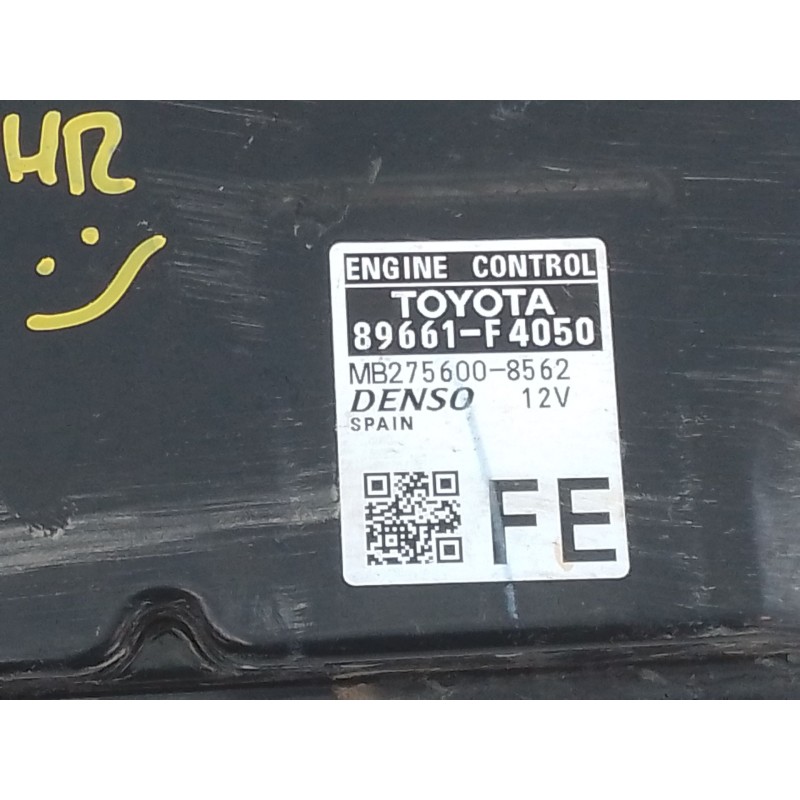 HR
ENGINE CONTROL
TOYOTA
89661-F4050
MB275600-8562
DENSO 12V
SPAIN
FE